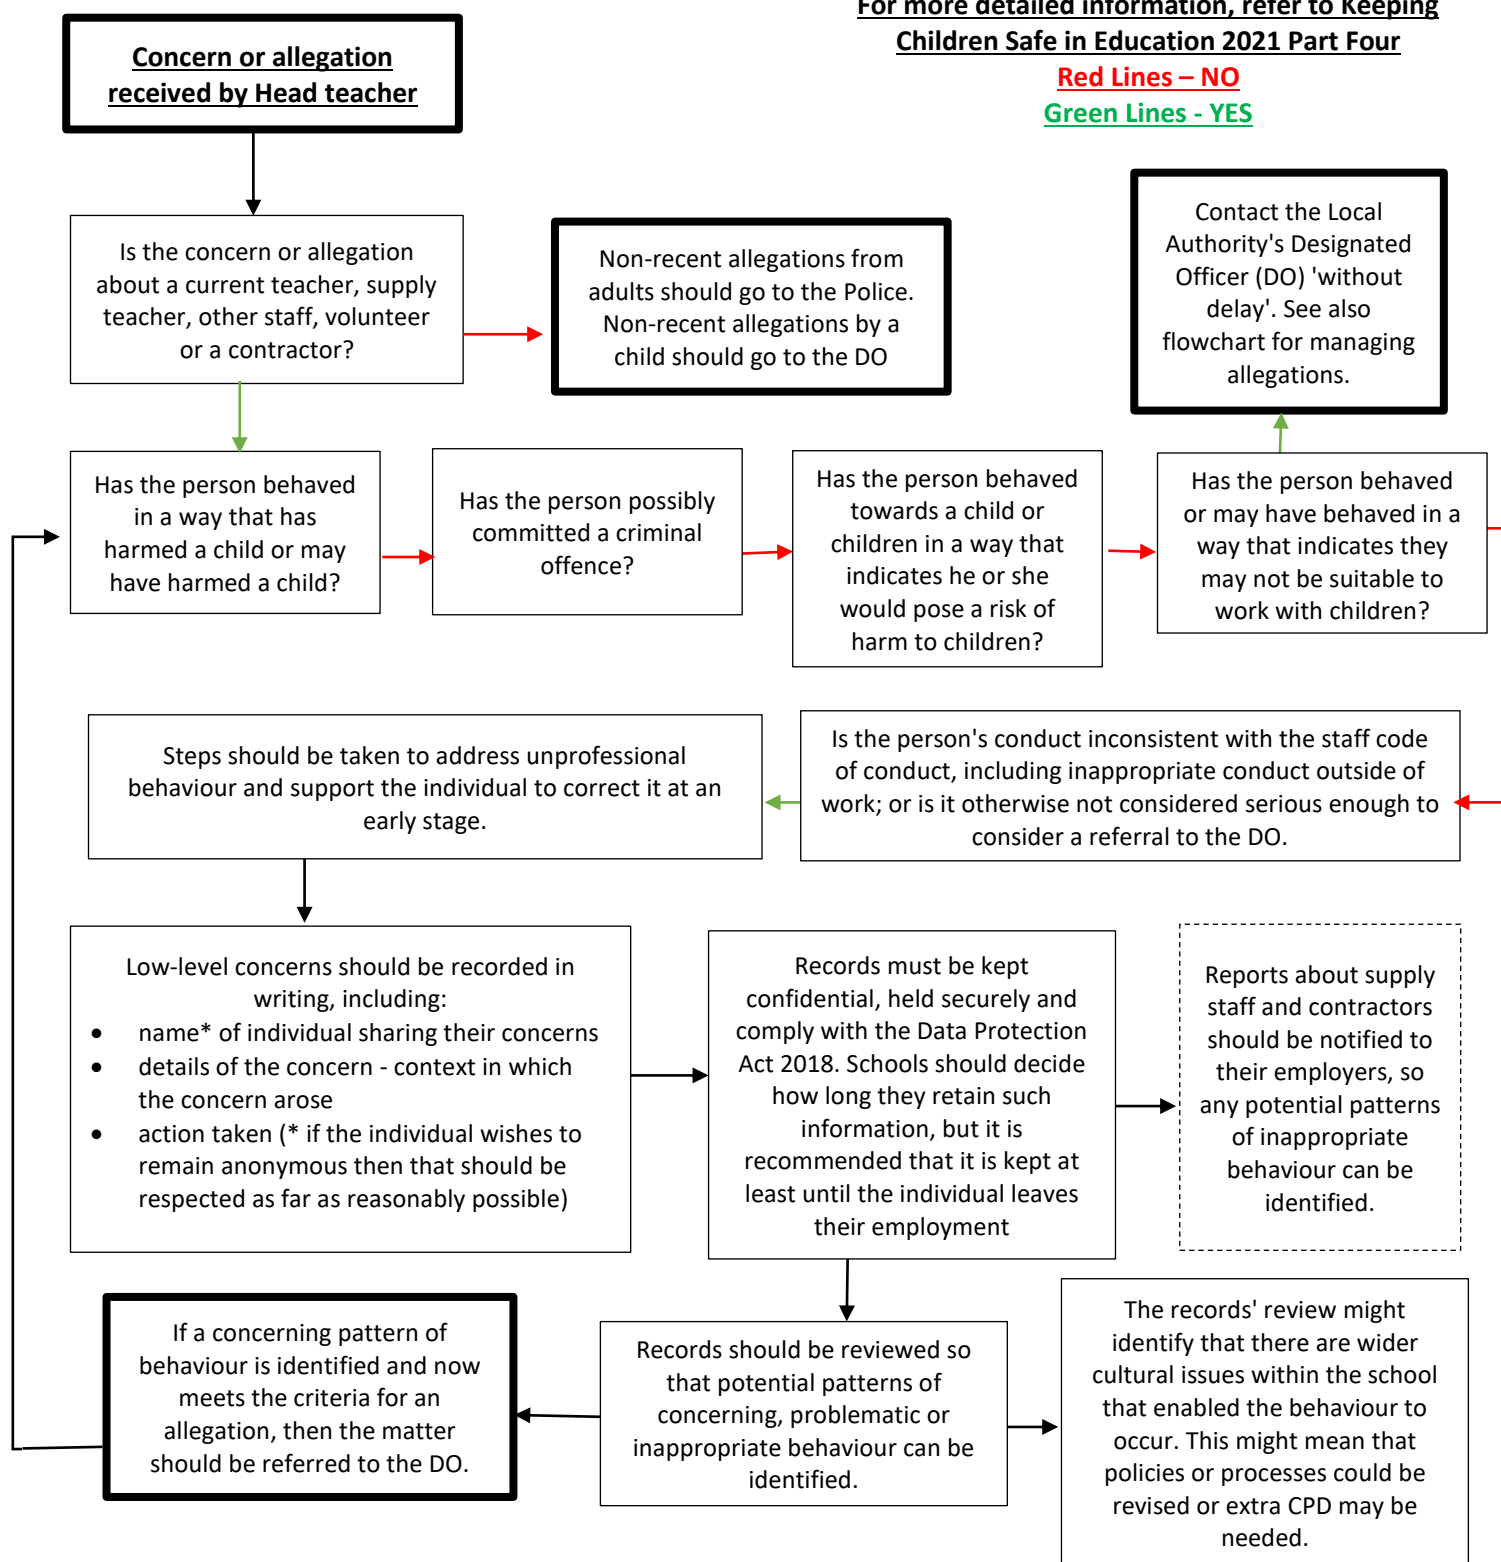 For more detailed information, refer to Keeping
Children Safe in Education 2021 Part Four
Red Lines – NO
Green Lines - YES
Concern or allegation
received by Head teacher
Is the concern or allegation
about a current teacher, supply
teacher, other staff, volunteer
or a contractor?
Non-recent allegations from
adults should go to the Police.
Non-recent allegations by a
child should go to the DO
Contact the Local
Authority's Designated
Officer (DO) 'without
delay'. See also
flowchart for managing
allegations.
Has the person behaved
in a way that has
harmed a child or may
have harmed a child?
Has the person possibly
committed a criminal
offence?
Has the person behaved
towards a child or
children in a way that
indicates he or she
would pose a risk of
harm to children?
Has the person behaved
or may have behaved in a
way that indicates they
may not be suitable to
work with children?
Is the person's conduct inconsistent with the staff code
of conduct, including inappropriate conduct outside of
work; or is it otherwise not considered serious enough to
consider a referral to the DO.
Steps should be taken to address unprofessional
behaviour and support the individual to correct it at an
early stage.
Low-level concerns should be recorded in
writing, including:
• name* of individual sharing their concerns
• details of the concern - context in which
the concern arose
• action taken (* if the individual wishes to
remain anonymous then that should be
respected as far as reasonably possible)
Records must be kept
confidential, held securely and
comply with the Data Protection
Act 2018. Schools should decide
how long they retain such
information, but it is
recommended that it is kept at
least until the individual leaves
their employment
Reports about supply
staff and contractors
should be notified to
their employers, so
any potential patterns
of inappropriate
behaviour can be
identified.
If a concerning pattern of
behaviour is identified and now
meets the criteria for an
allegation, then the matter
should be referred to the DO.
Records should be reviewed so
that potential patterns of
concerning, problematic or
inappropriate behaviour can be
identified.
The records' review might
identify that there are wider
cultural issues within the school
that enabled the behaviour to
occur. This might mean that
policies or processes could be
revised or extra CPD may be
needed.